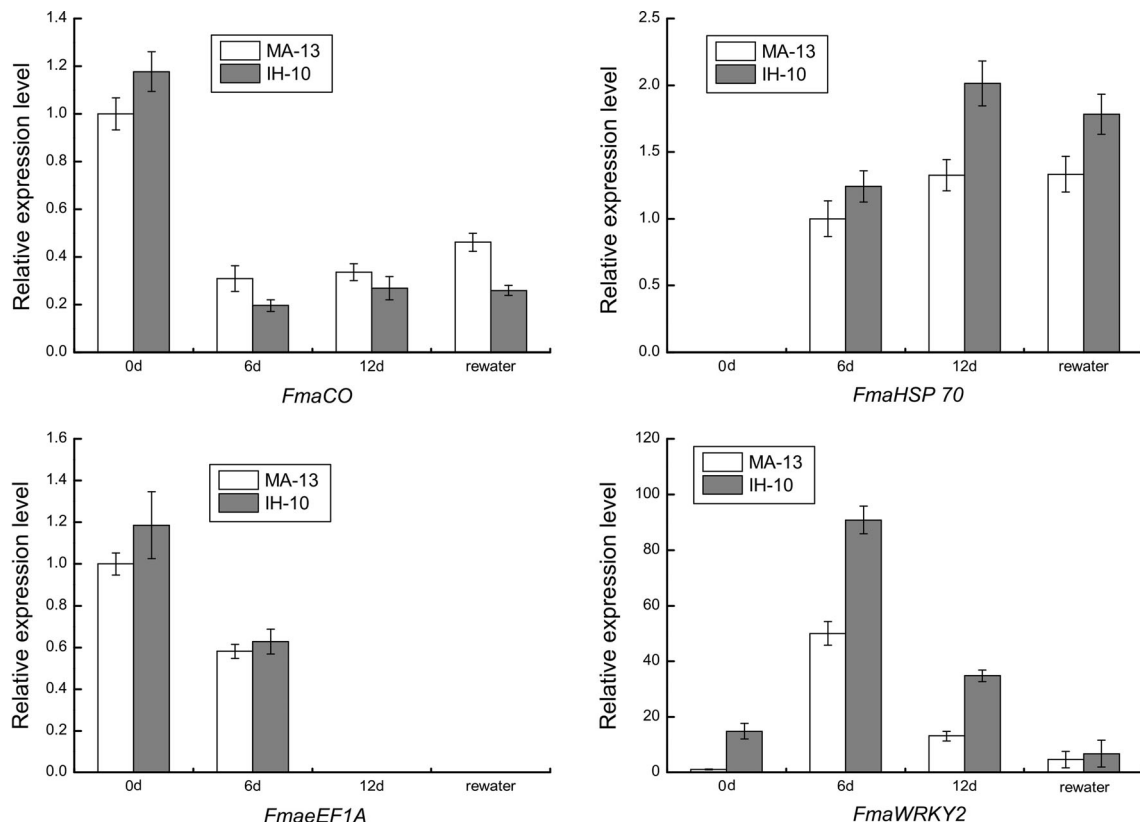 Relative expression level
1.4
1.2
1.0
0.8
0.6
0.4
0.2
0.0
MA-13
IH-10
0d 6d 12d rewater
FmaCO
Relative expression level
2.5
2.0
1.5
1.0
0.5
0.0
MA-13
IH-10
0d 6d 12d rewater
FmaHSP 70
Relative expression level
1.6
1.4
1.2
1.0
0.8
0.6
0.4
0.2
0.0
MA-13
IH-10
0d 6d 12d rewater
FmaeEF1A
Relative expression level
120
100
80
60
40
20
0
MA-13
IH-10
0d 6d 12d rewater
FmaWRKY2